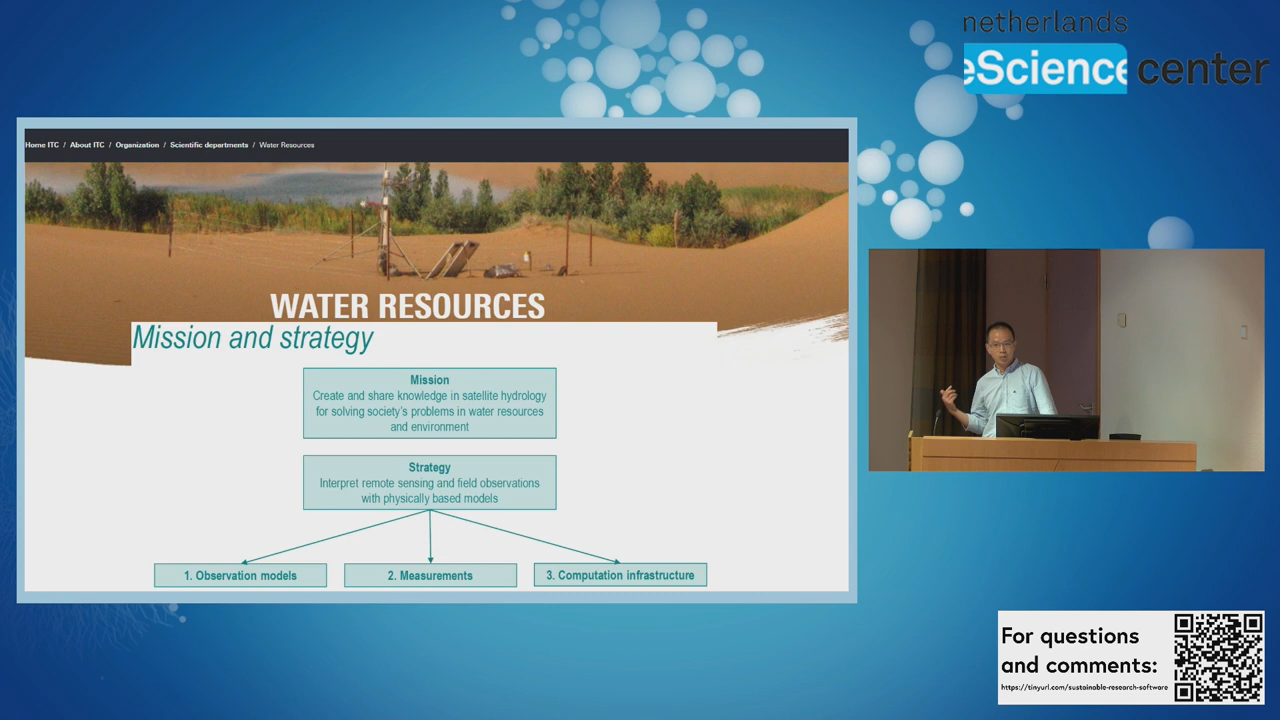 netherlands
eScience center
Home ITC / About ITC / Organization / Scientific departments / Water Resources
WATER RESOURCES
Mission and strategy
Mission
Create and share knowledge in satellite hydrology
for solving society's problems in water resources
and environment
Strategy
Interpret remote sensing and field observations
with physically based models
1. Observation models
2. Measurements
3. Computation infrastructure
For questions
and comments:
https://tinyurl.com/sustainable-research-software